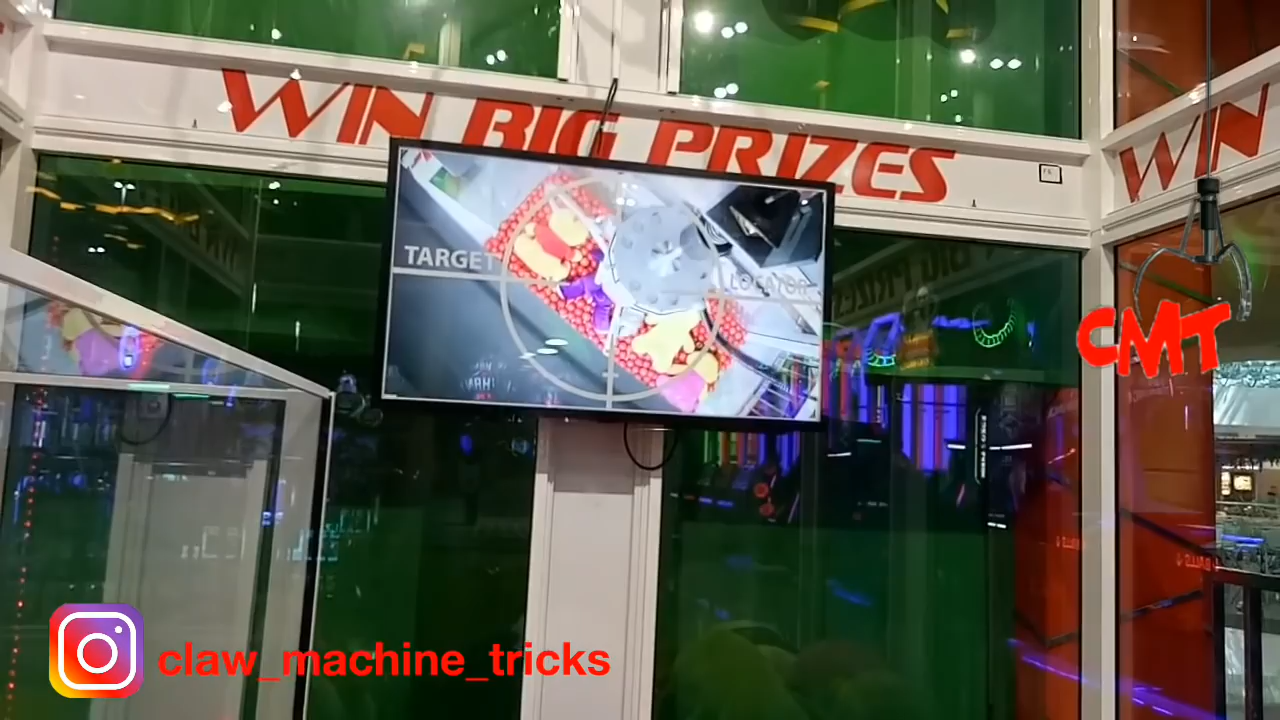 WIN BIG PRIZES
WIN
TARGET
LOCATOR
CMT
claw_machine_tricks